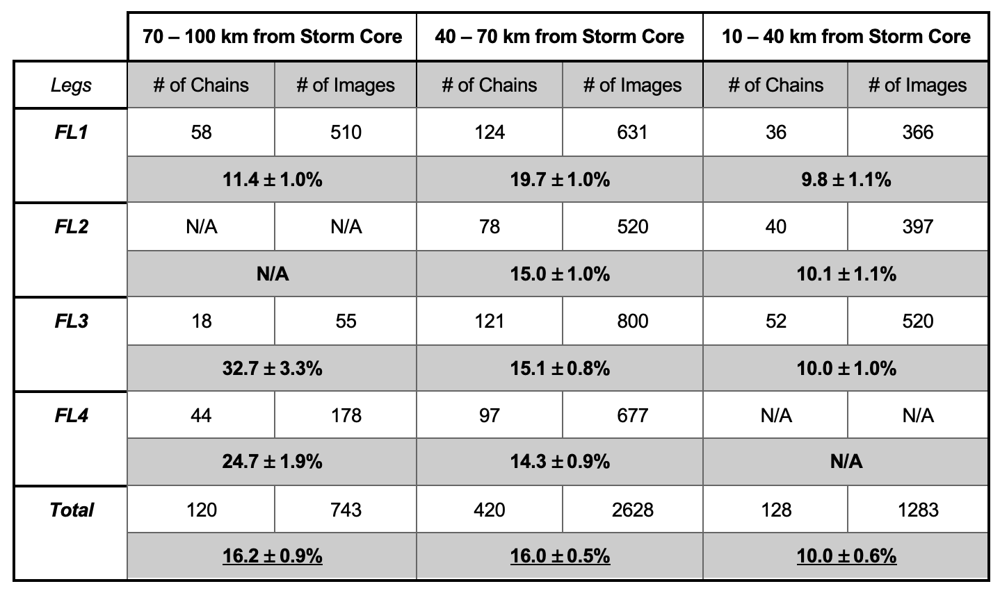 70 – 100 km from Storm Core 40 – 70 km from Storm Core 10 – 40 km from Storm Core
Legs # of Chains # of Images # of Chains # of Images # of Chains # of Images
FL1 58 510 124 631 36 366
11.4 ± 1.0% 19.7 ± 1.0% 9.8 ± 1.1%
FL2 N/A N/A 78 520 40 397
N/A 15.0 ± 1.0% 10.1 ± 1.1%
FL3 18 55 121 800 52 520
32.7 ± 3.3% 15.1 ± 0.8% 10.0 ± 1.0%
FL4 44 178 97 677 N/A N/A
24.7 ± 1.9% 14.3 ± 0.9% N/A
Total 120 743 420 2628 128 1283
16.2 ± 0.9% 16.0 ± 0.5% 10.0 ± 0.6%